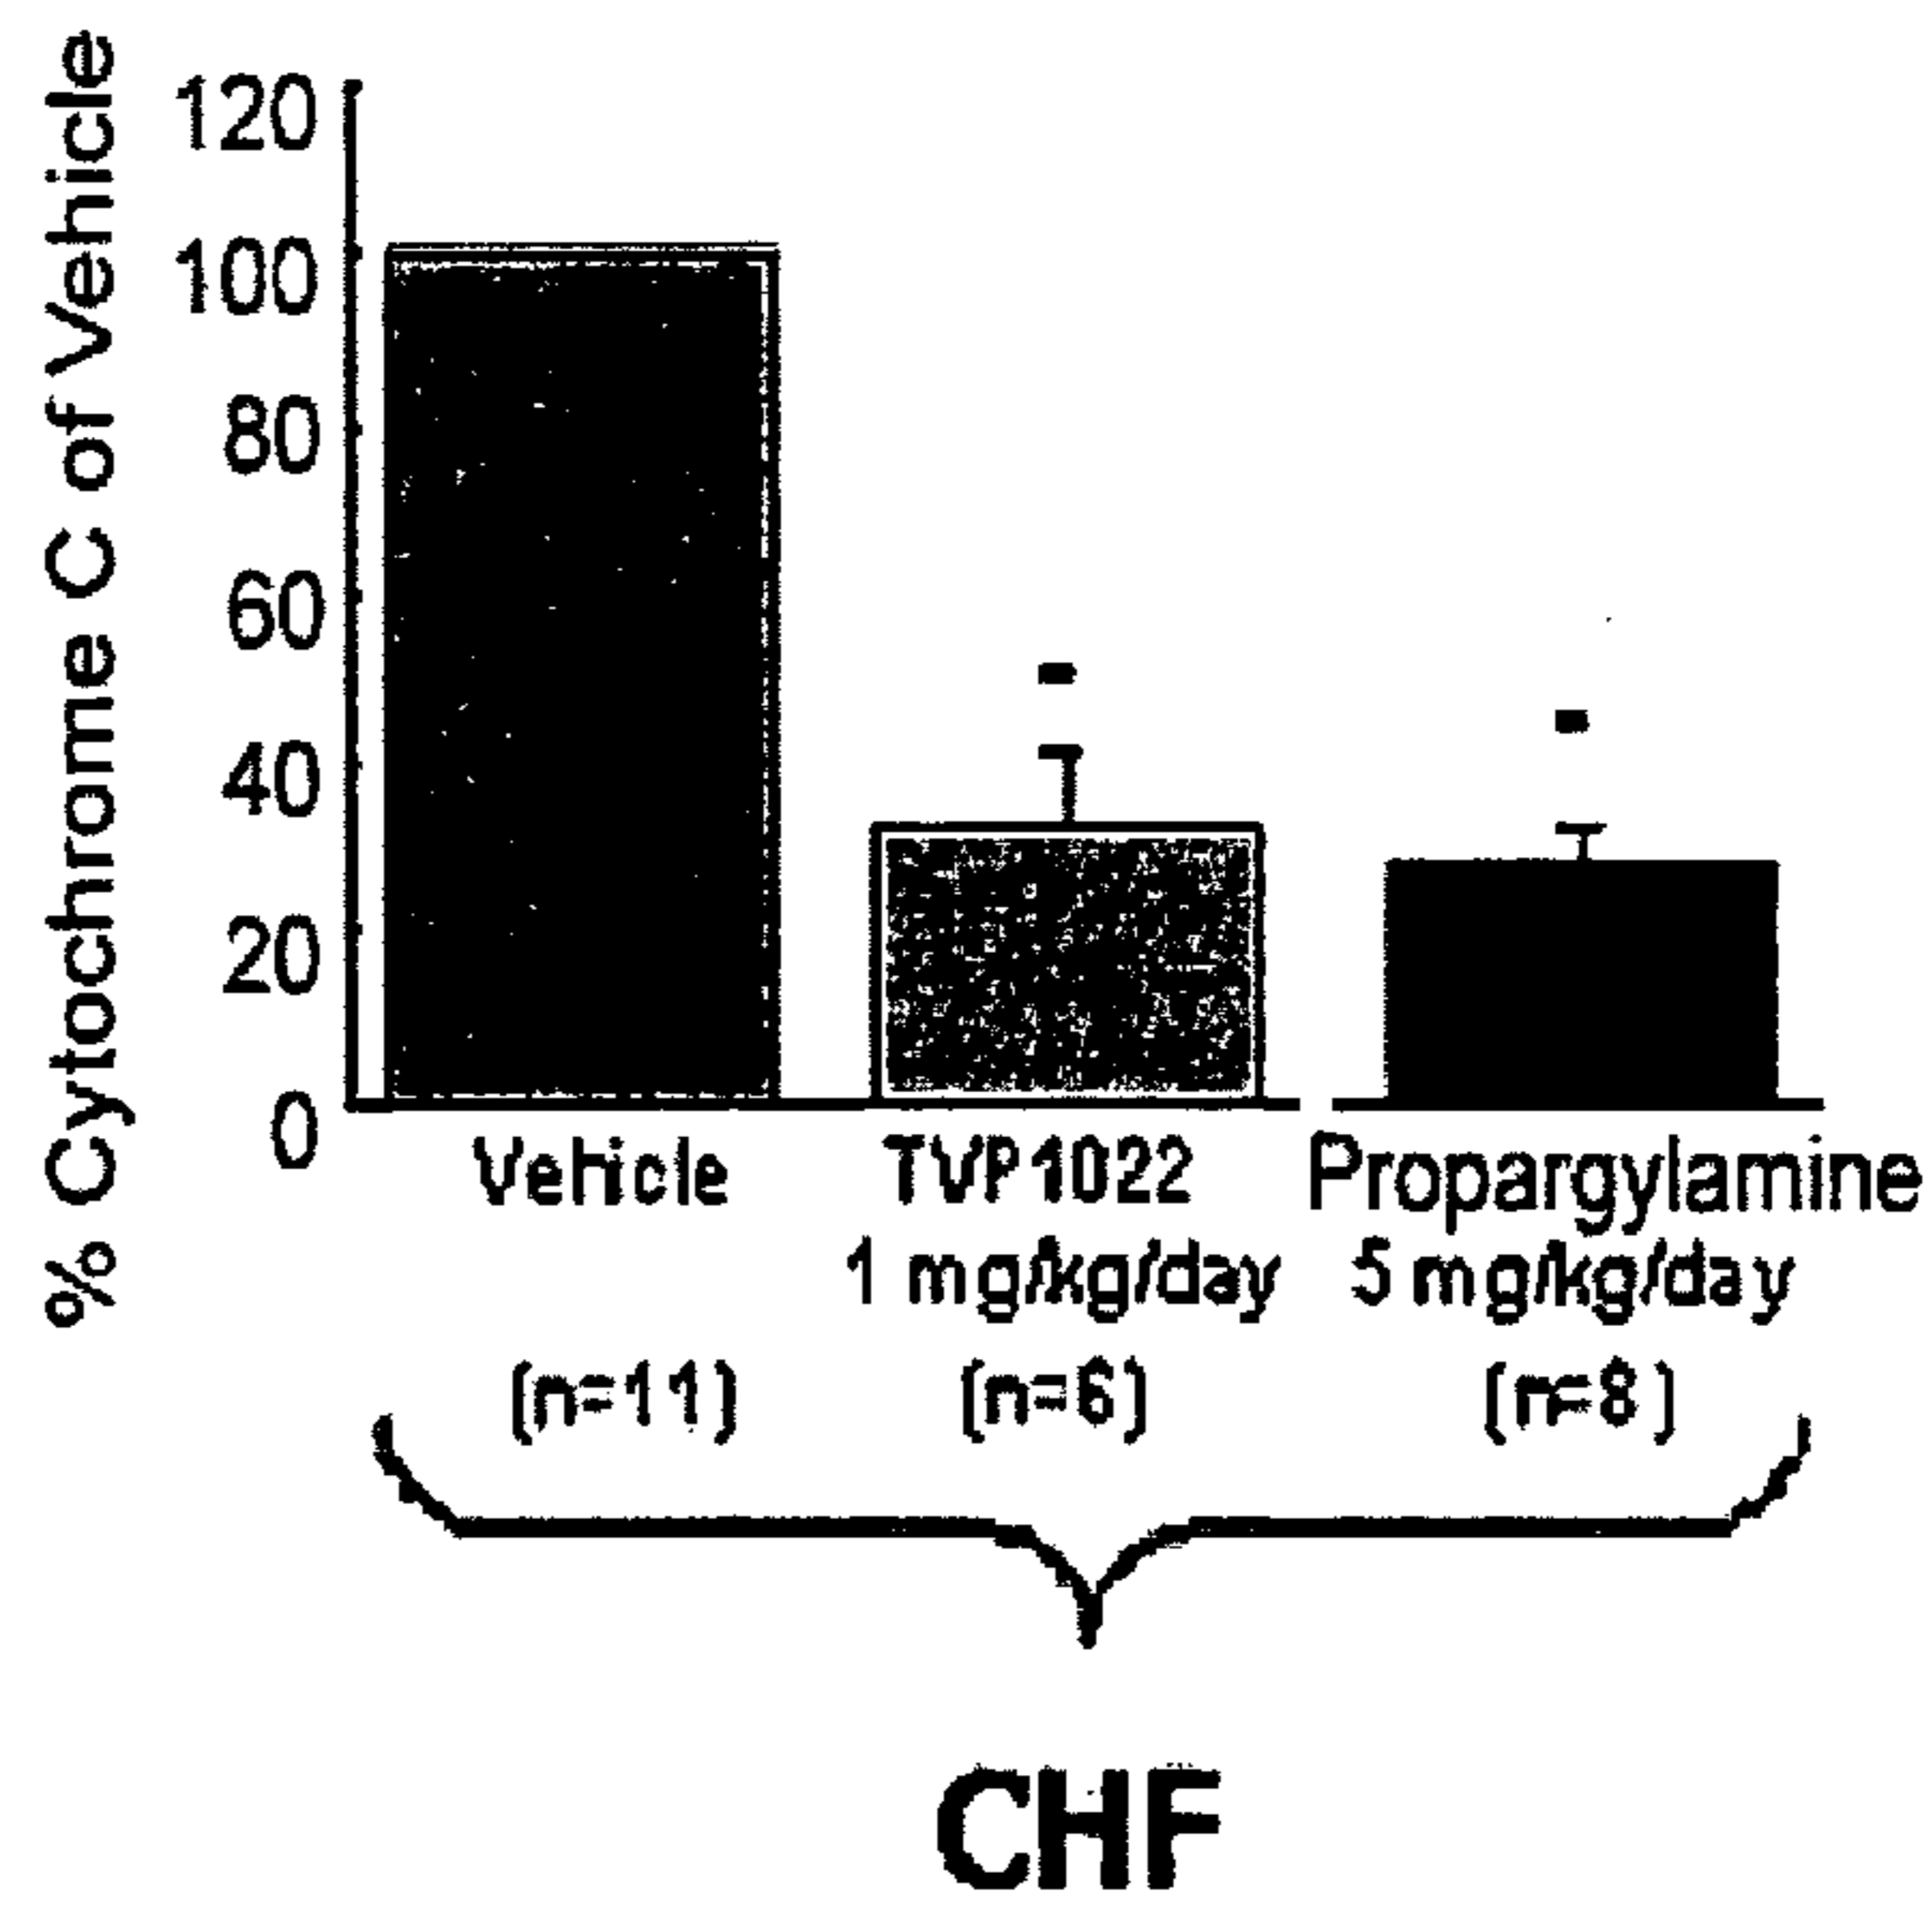 % Cytochrome C of Vehicle
120
100
80
60
40
20
0
Vehicle
TVP1022
1 mg/kg/day
Propargylamine
5 mg/kg/day
(n=11)
(n=6)
(n=8)
CHF